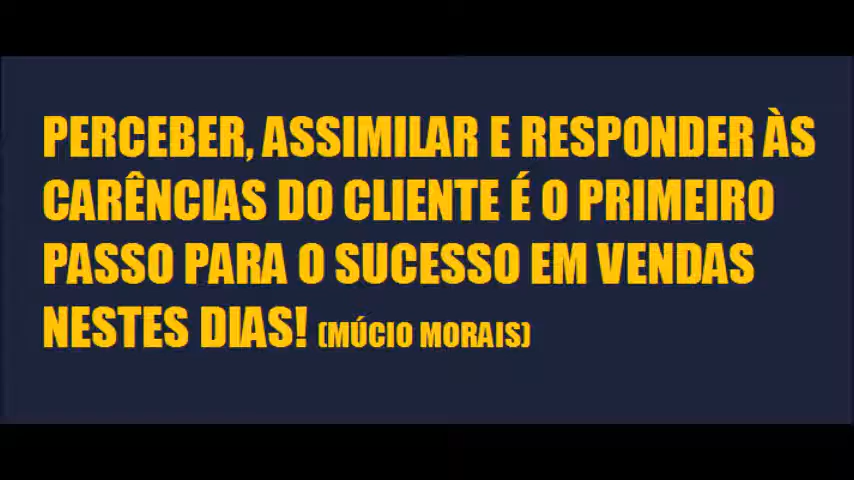 PERCEBER, ASSIMILAR E RESPONDER ÀS
CARÊNCIAS DO CLIENTE É O PRIMEIRO
PASSO PARA O SUCESSO EM VENDAS
NESTES DIAS! (MÚCIO MORAIS)